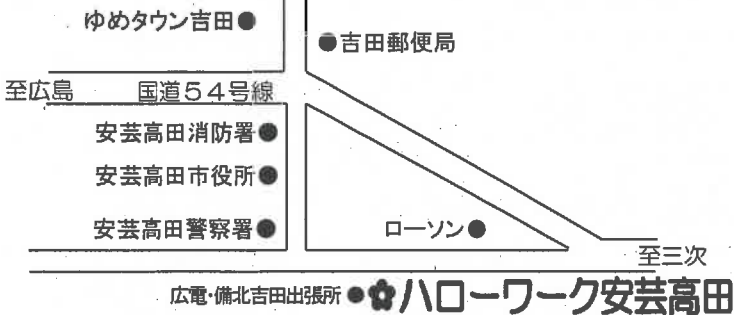 ゆめタウン吉田●
●吉田郵便局
至広島 国道54号線
安芸高田消防署●
安芸高田市役所●
安芸高田警察署●
ローソン●
至三次
広電・備北吉田出張所●
ハローワーク安芸高田